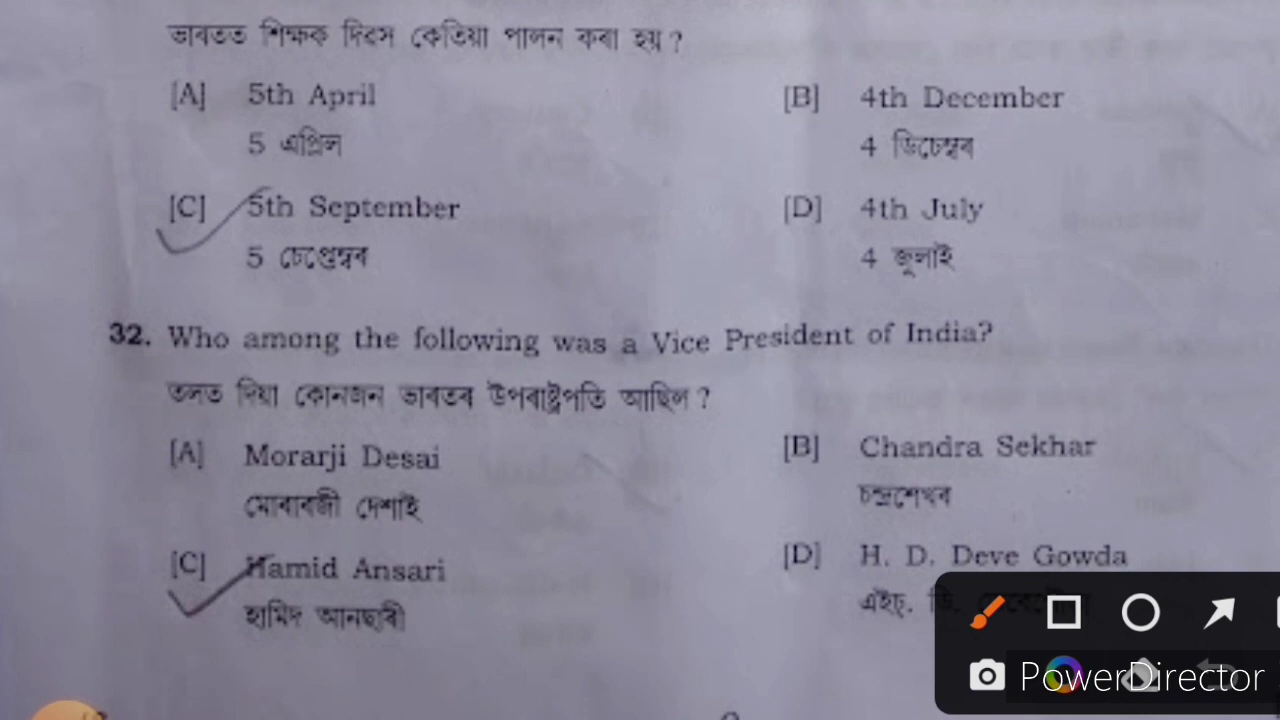 ভাৰতত শিক্ষক দিৱস কেতিয়া পালন কৰা হয় ?
[A] 5th April
5 এপ্ৰিল
[B] 4th December
4 ডিচেম্বৰ
[C] 5th September
5 চেপ্তেম্বৰ
[D] 4th July
4 জুলাই
32. Who among the following was a Vice President of India?
তলত দিয়া কোনজন ভাৰতৰ উপৰাষ্ট্ৰপতি আছিল ?
[A] Morarji Desai
মোৰাৰজী দেশাই
[B] Chandra Sekhar
চন্দ্ৰশেখৰ
[C] Hamid Ansari
হামিদ আনছাৰী
[D] H. D. Deve Gowda
এইচ্. ডি.
PowerDirector